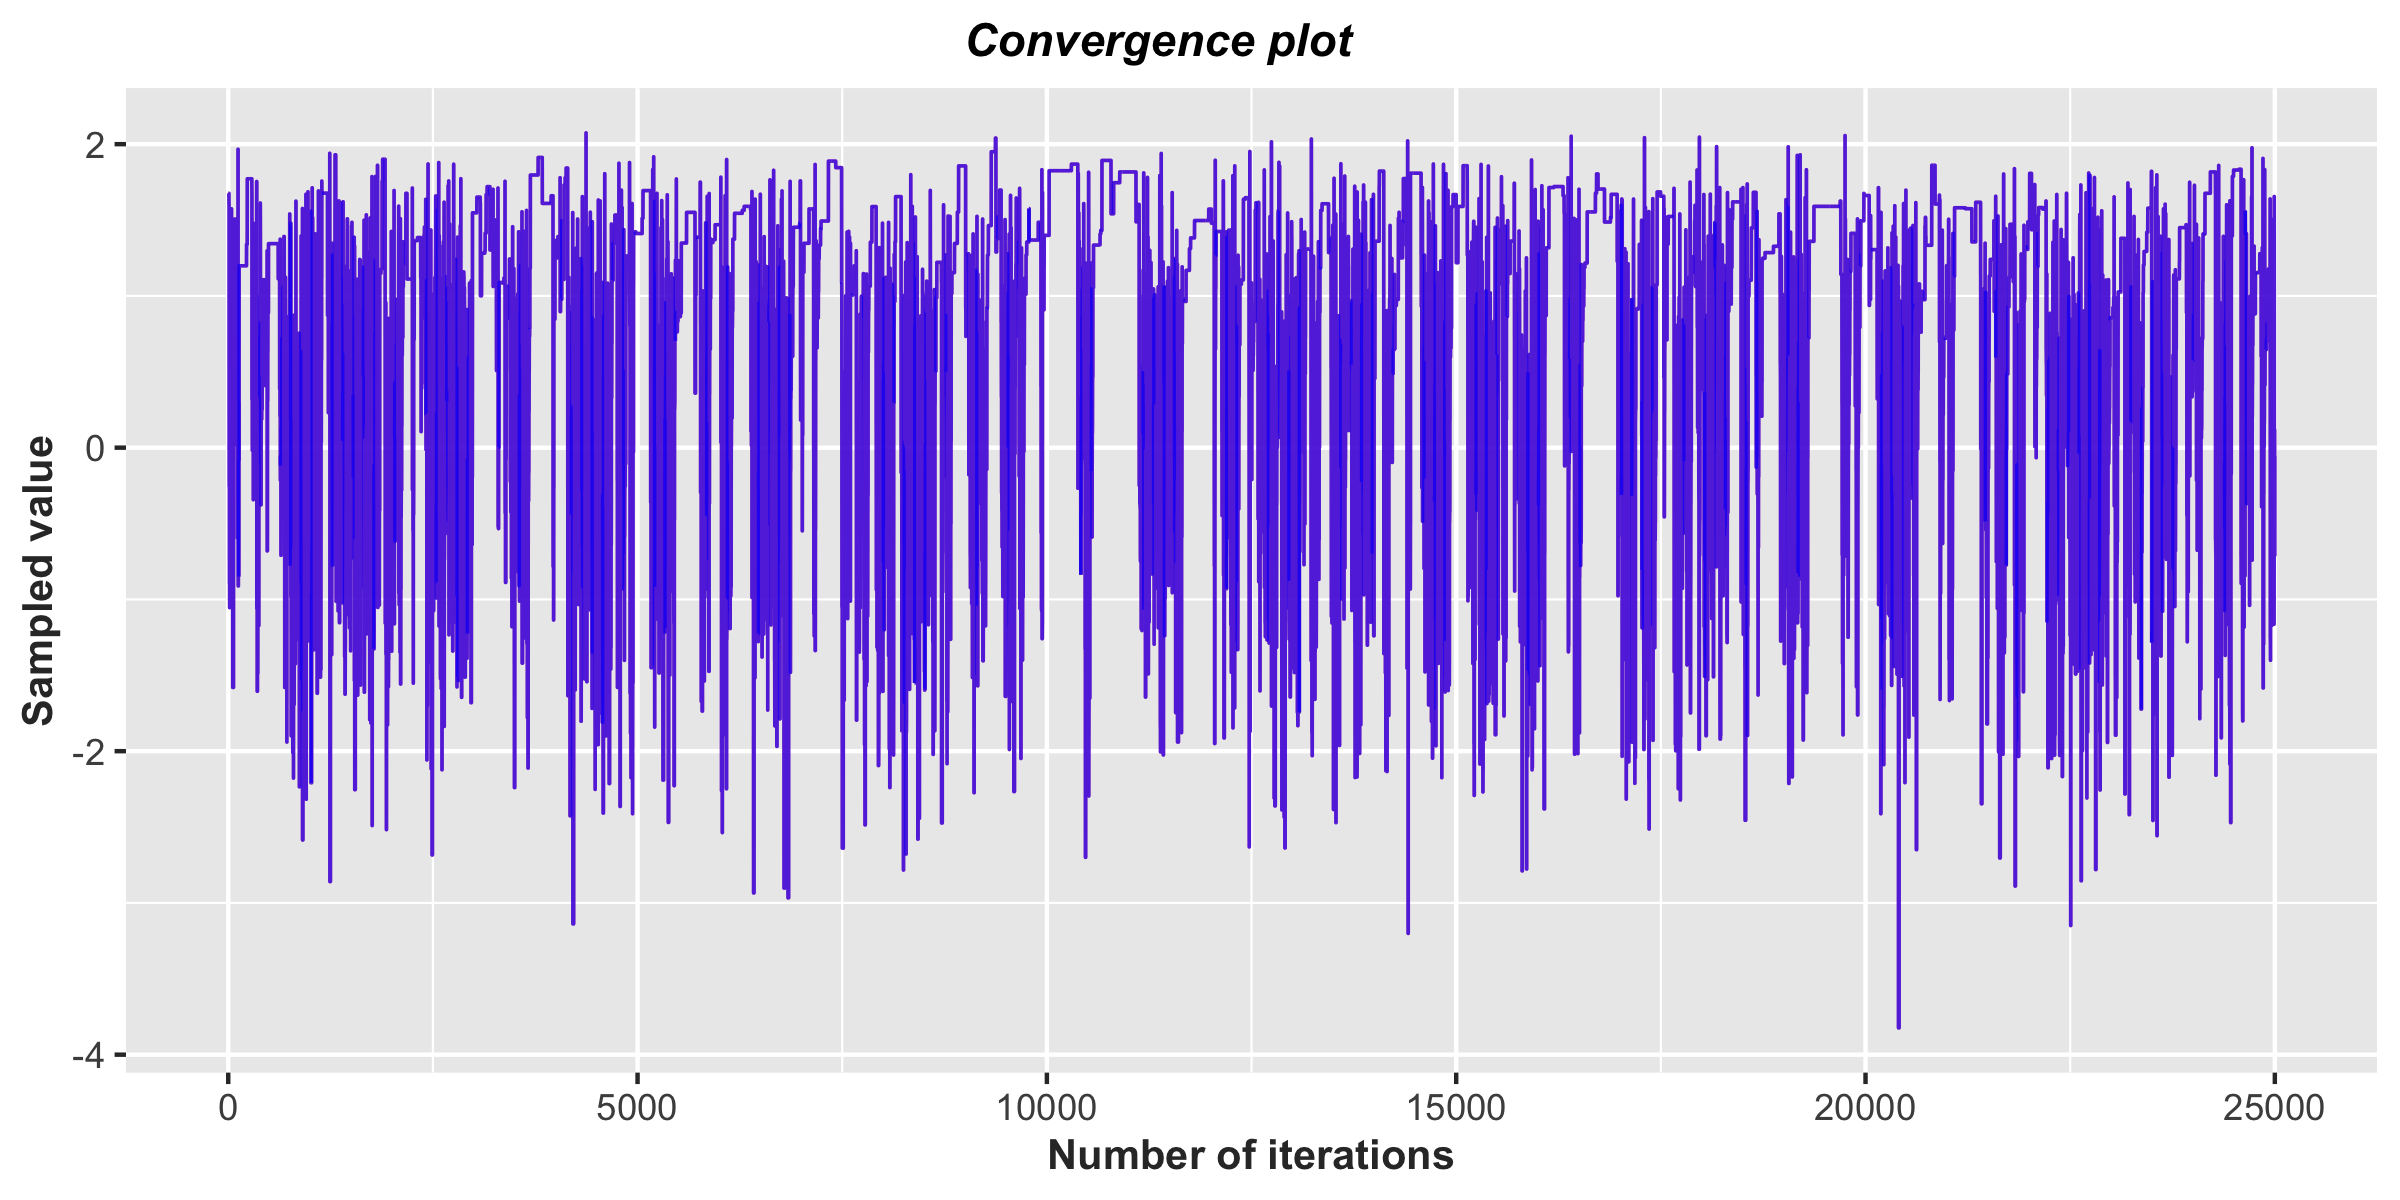 Convergence plot
Sampled value
2
0
-2
-4
0 5000 10000 15000 20000 25000
Number of iterations